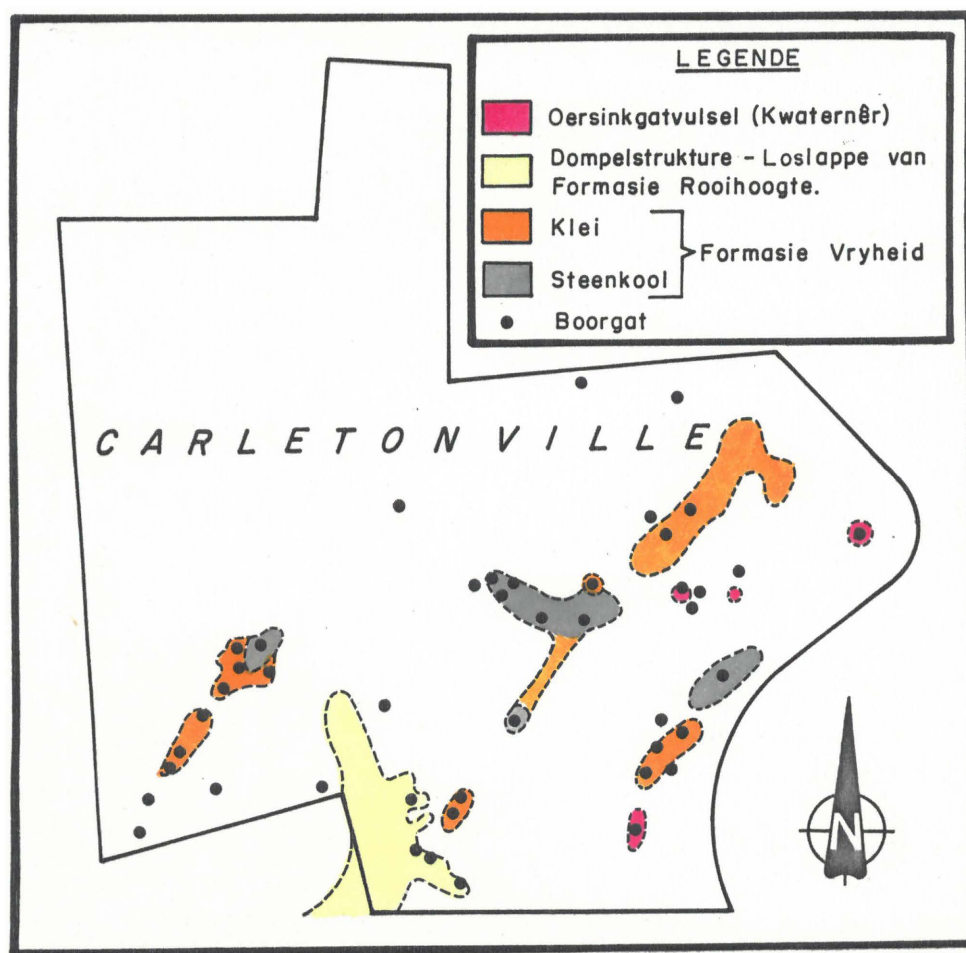 LEGENDE
Oersinkgatvulsel (Kwaternêr)
Dompelstrukture – Loslappe van
Formasie Rooihoogte.
Klei
Formasie Vryheid
Steenkool
Boorgat
CARLETONVILLE
N